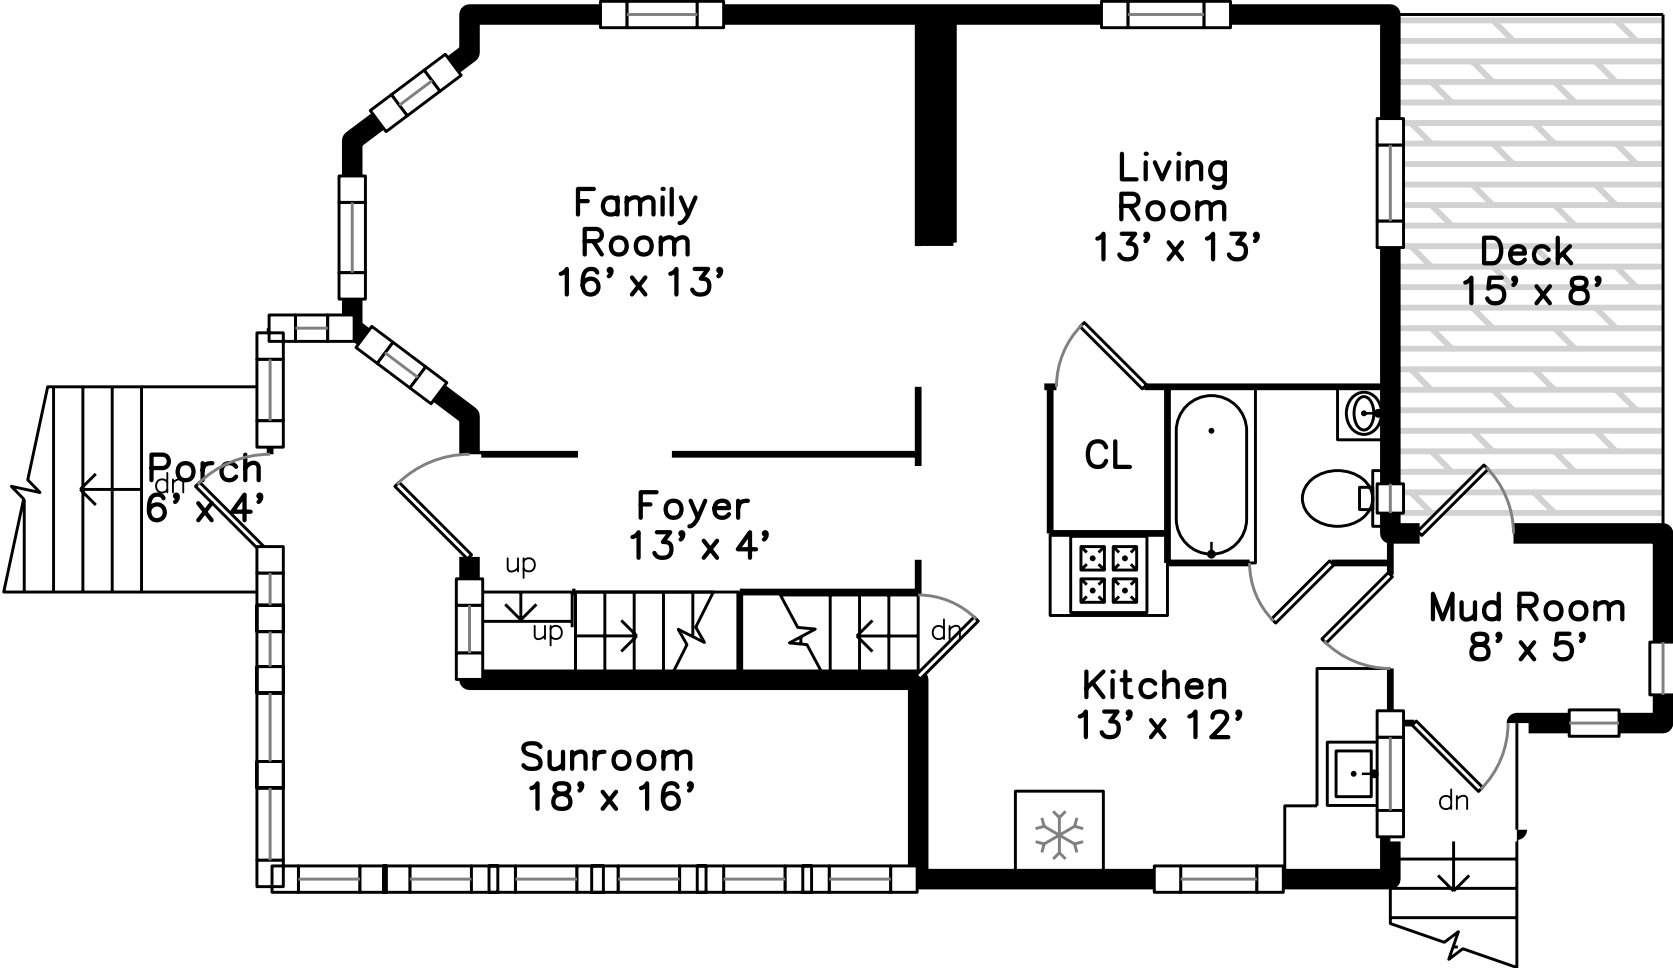 Family
Room
16' x 13'
Living
Room
13' x 13'
Deck
15' x 8'
Porch
6' x 4'
dn
CL
Foyer
13' x 4'
up
up
dn
Mud Room
8' x 5'
Kitchen
13' x 12'
Sunroom
18' x 16'
dn